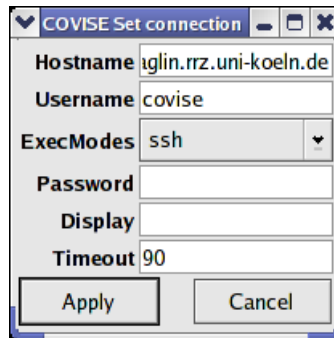 COVISE Set connection
Hostname aglin.rrz.uni-koeln.de
Username covise
ExecModes ssh
Password
Display
Timeout 90
Apply Cancel